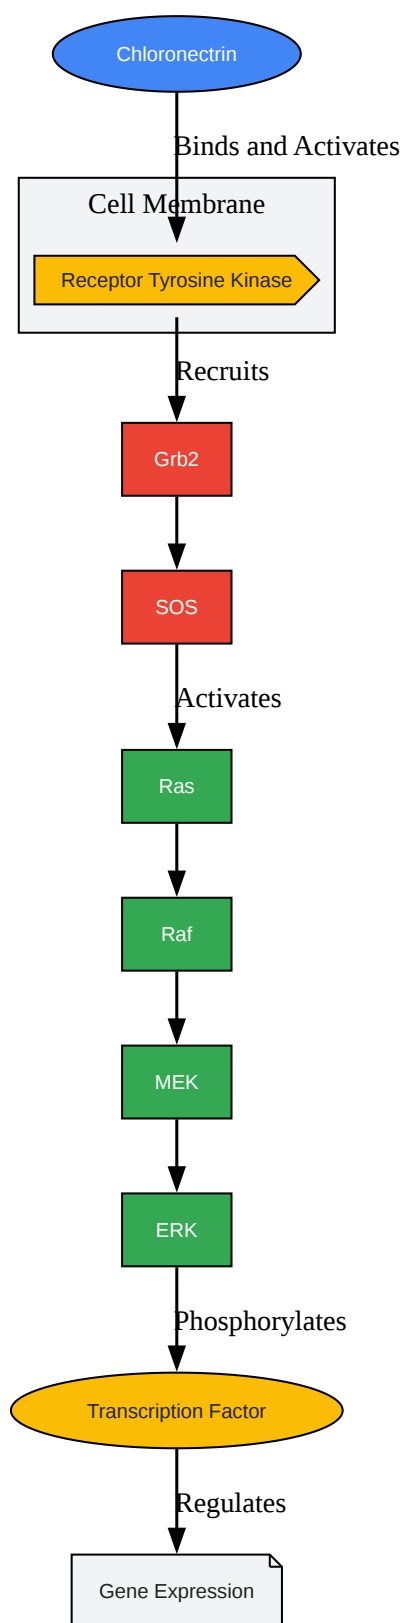 Chloronectrin
Binds and Activates
Cell Membrane
Receptor Tyrosine Kinase
Recruits
Grb2
SOS
Activates
Ras
Raf
MEK
ERK
Phosphorylates
Transcription Factor
Regulates
Gene Expression